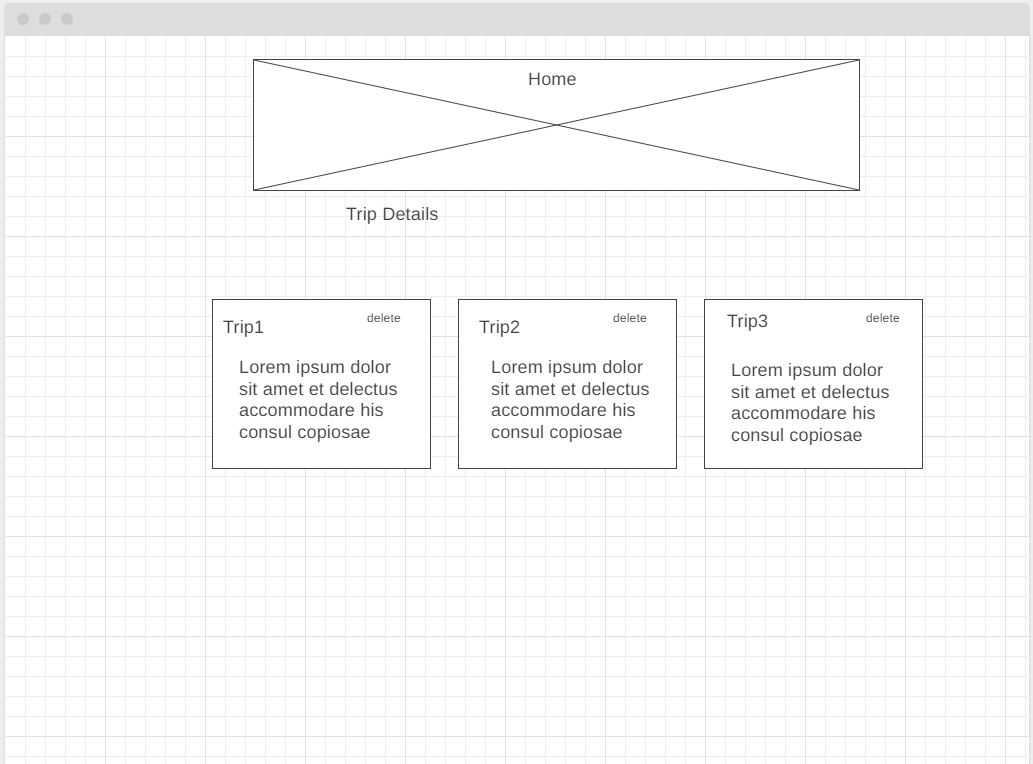 Home
Trip Details
Trip1
delete
Lorem ipsum dolor
sit amet et delectus
accommodare his
consul copiosae
Trip2
delete
Lorem ipsum dolor
sit amet et delectus
accommodare his
consul copiosae
Trip3
delete
Lorem ipsum dolor
sit amet et delectus
accommodare his
consul copiosae